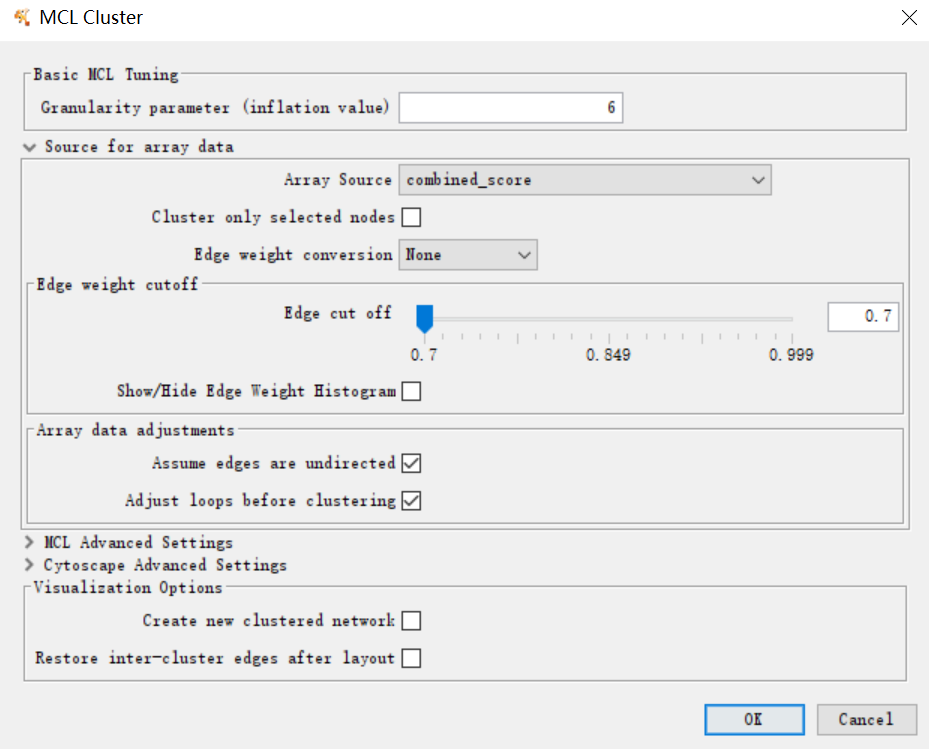 MCL Cluster
Basic MCL Tuning
Granularity parameter (inflation value) 6
Source for array data
Array Source combined_score
Cluster only selected nodes
Edge weight conversion None
Edge weight cutoff
Edge cut off 0.7
0.7 0.849 0.999
Show/Hide Edge Weight Histogram
Array data adjustments
Assume edges are undirected
Adjust loops before clustering
MCL Advanced Settings
Cytoscape Advanced Settings
Visualization Options
Create new clustered network
Restore inter-cluster edges after layout
OK Cancel